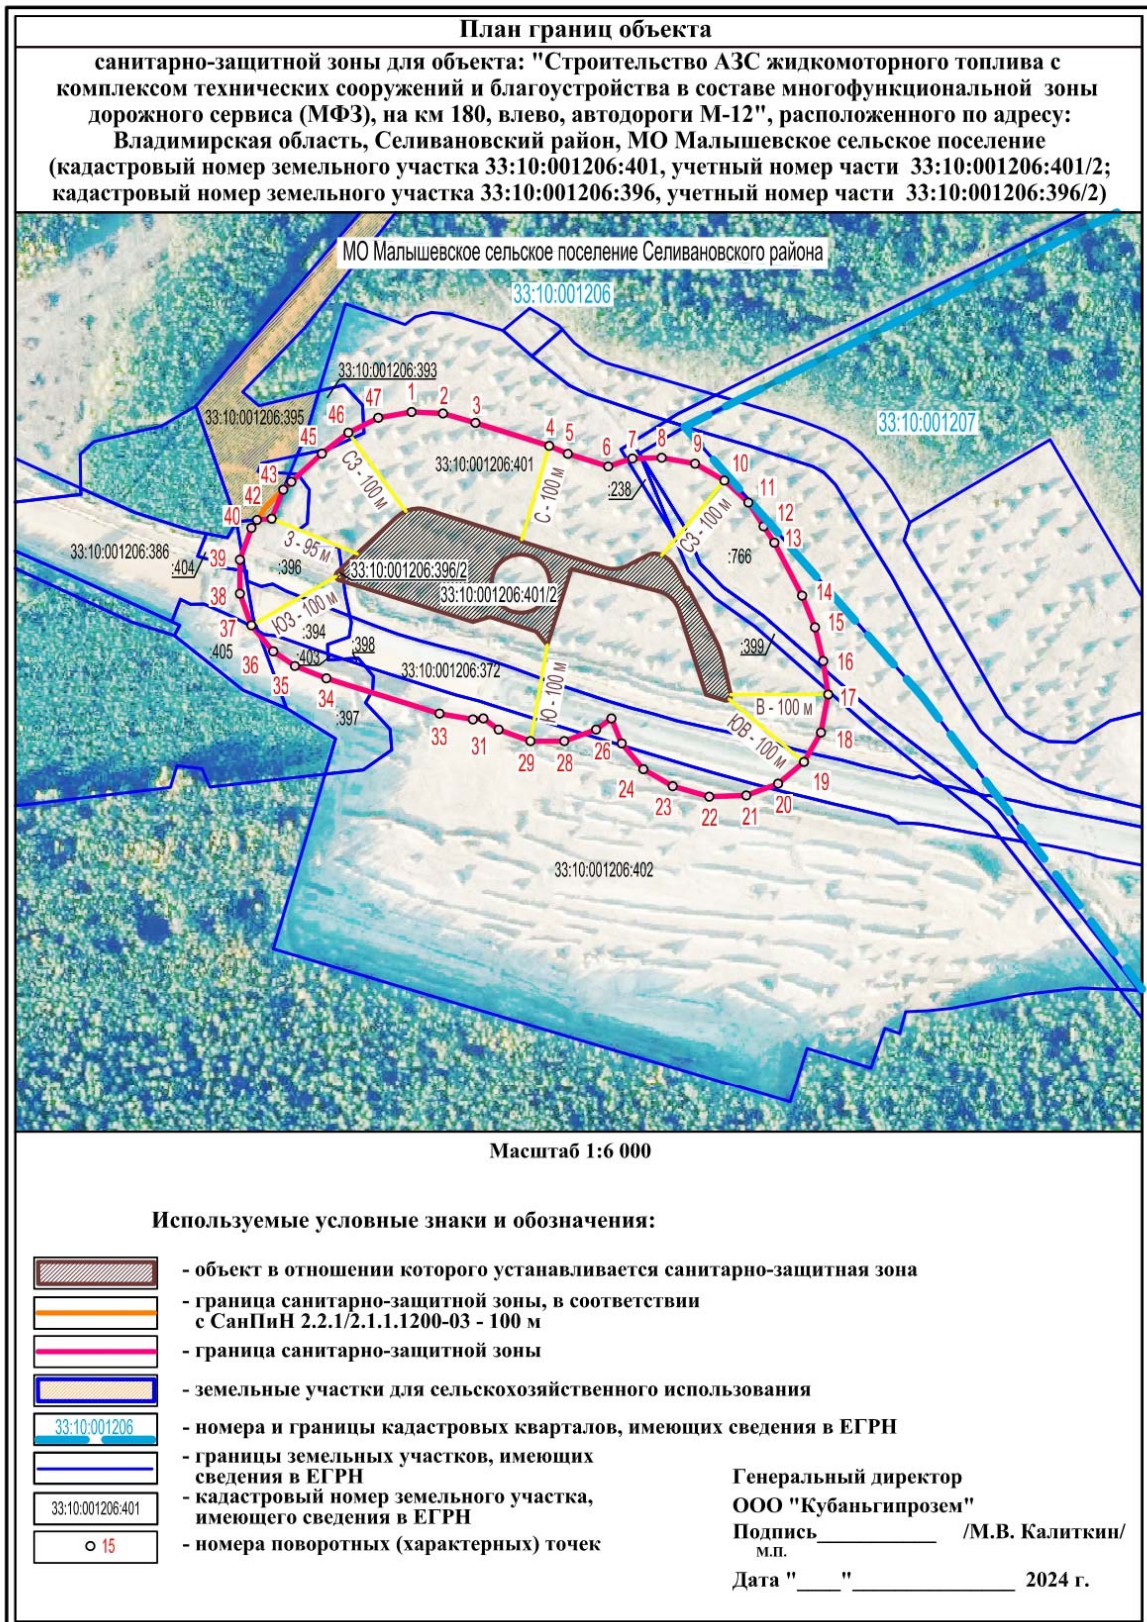 План границ объекта
санитарно-защитной зоны для объекта: "Строительство АЗС жидкомоторного топлива с
комплексом технических сооружений и благоустройства в составе многофункциональной зоны
дорожного сервиса (МФЗ), на км 180, влево, автодороги М-12", расположенного по адресу:
Владимирская область, Селивановский район, МО Малышевское сельское поселение
(кадастровый номер земельного участка 33:10:001206:401, учетный номер части 33:10:001206:401/2;
кадастровый номер земельного участка 33:10:001206:396, учетный номер части 33:10:001206:396/2)
МО Малышевское сельское поселение Селивановского района
33:10:001206
33:10:001206:393
33:10:001206:395
33:10:001207
47 1 2 3
46
45
4 5 6 7 8 9 10
33:10:001206:401
:238
43
42
40
11
12
13
СЗ - 100 м
С - 100 м
СЗ - 100 м
З - 95 м
:766
33:10:001206:386
:404
:396
39
38
37
33:10:001206:396/2
33:10:001206:401/2
ЮЗ - 100 м
14
15
16
17
18
19
:394
:398
:399
:405
:403
33:10:001206:372
36
35
34
:397
В - 100 м
ЮВ - 100 м
Ю - 100 м
33 31 29 28 26
24 23 22 21 20
33:10:001206:402
Масштаб 1:6 000
Используемые условные знаки и обозначения:
- объект в отношении которого устанавливается санитарно-защитная зона
- граница санитарно-защитной зоны, в соответствии
с СанПиН 2.2.1/2.1.1.1200-03 - 100 м
- граница санитарно-защитной зоны
- земельные участки для сельскохозяйственного использования
33:10:001206 - номера и границы кадастровых кварталов, имеющих сведения в ЕГРН
- границы земельных участков, имеющих
сведения в ЕГРН
33:10:001206:401 - кадастровый номер земельного участка,
имеющего сведения в ЕГРН
15 - номера поворотных (характерных) точек
Генеральный директор
ООО "Кубаньгипрозем"
Подпись___________ /М.В. Калиткин/
М.П.
Дата "____"_______________ 2024 г.